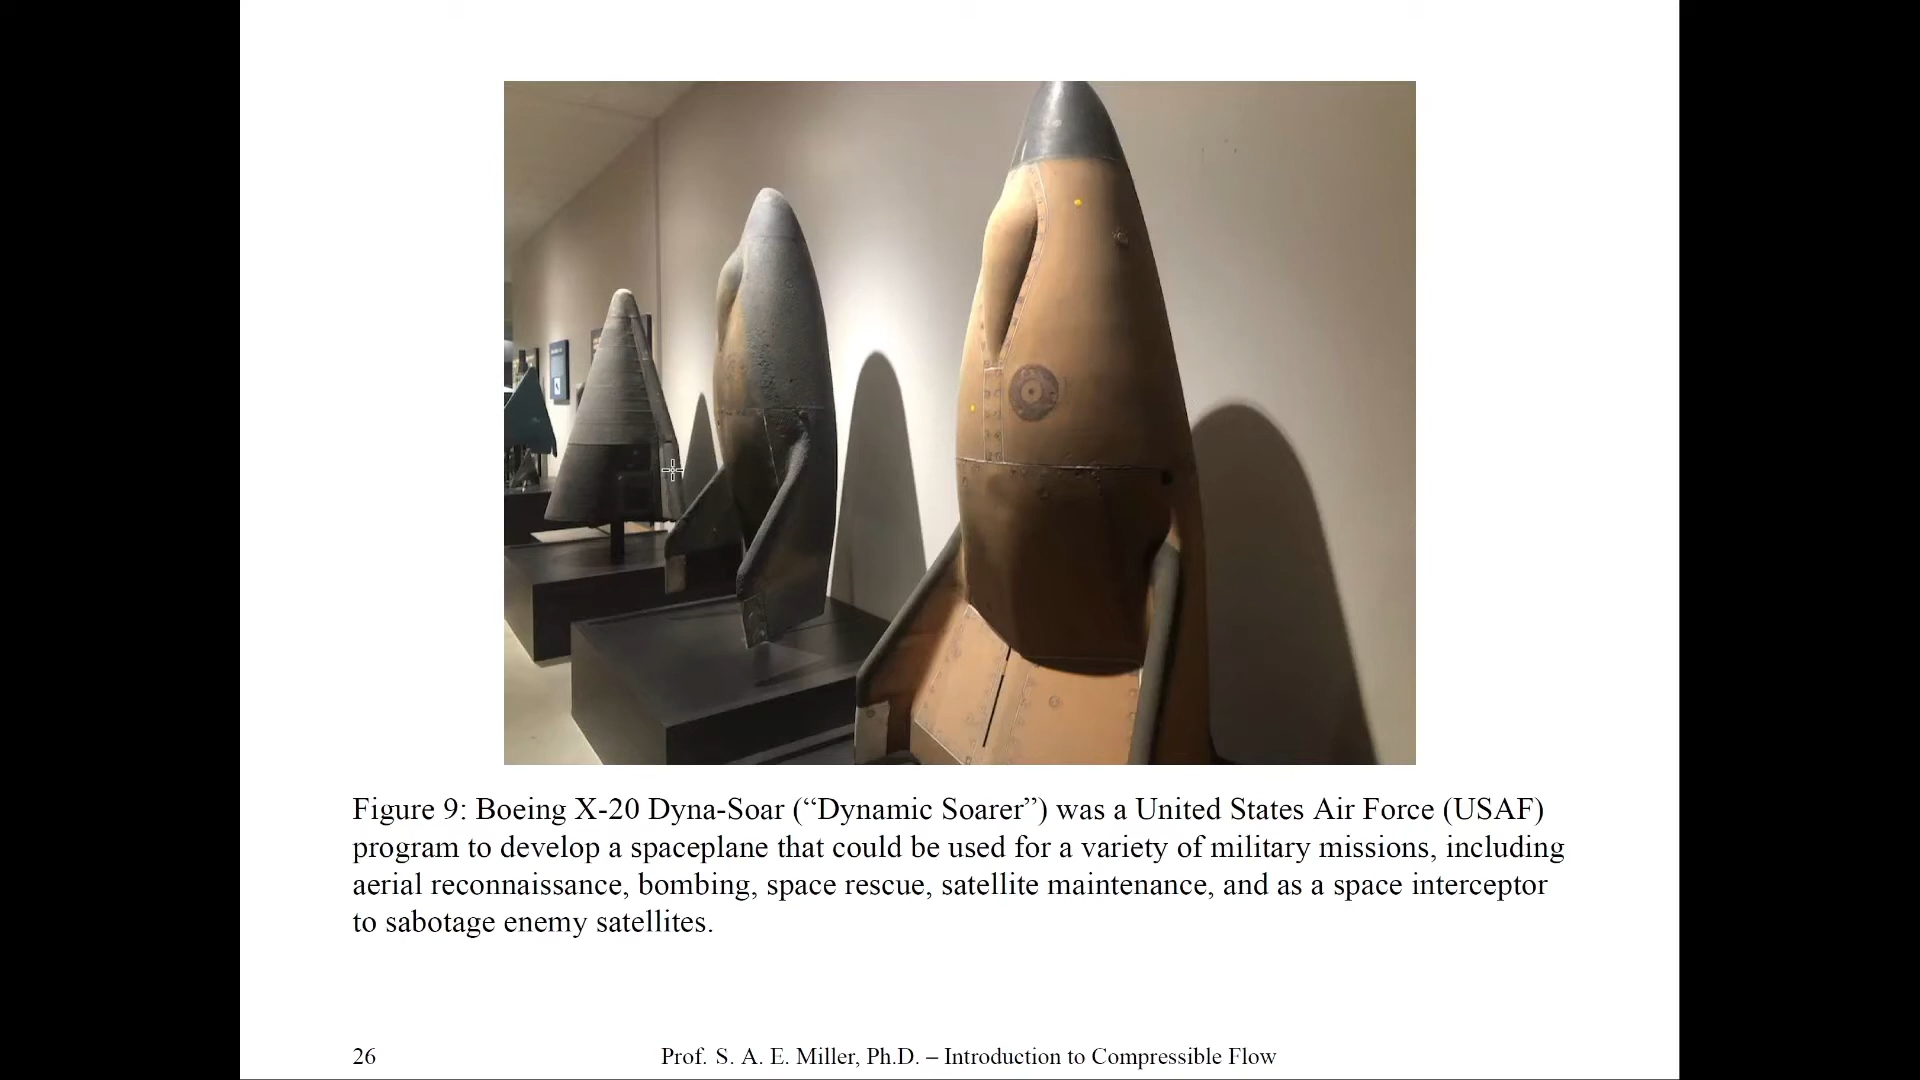 Figure 9: Boeing X-20 Dyna-Soar (“Dynamic Soarer”) was a United States Air Force (USAF)
program to develop a spaceplane that could be used for a variety of military missions, including
aerial reconnaissance, bombing, space rescue, satellite maintenance, and as a space interceptor
to sabotage enemy satellites.
26 Prof. S. A. E. Miller, Ph.D. – Introduction to Compressible Flow